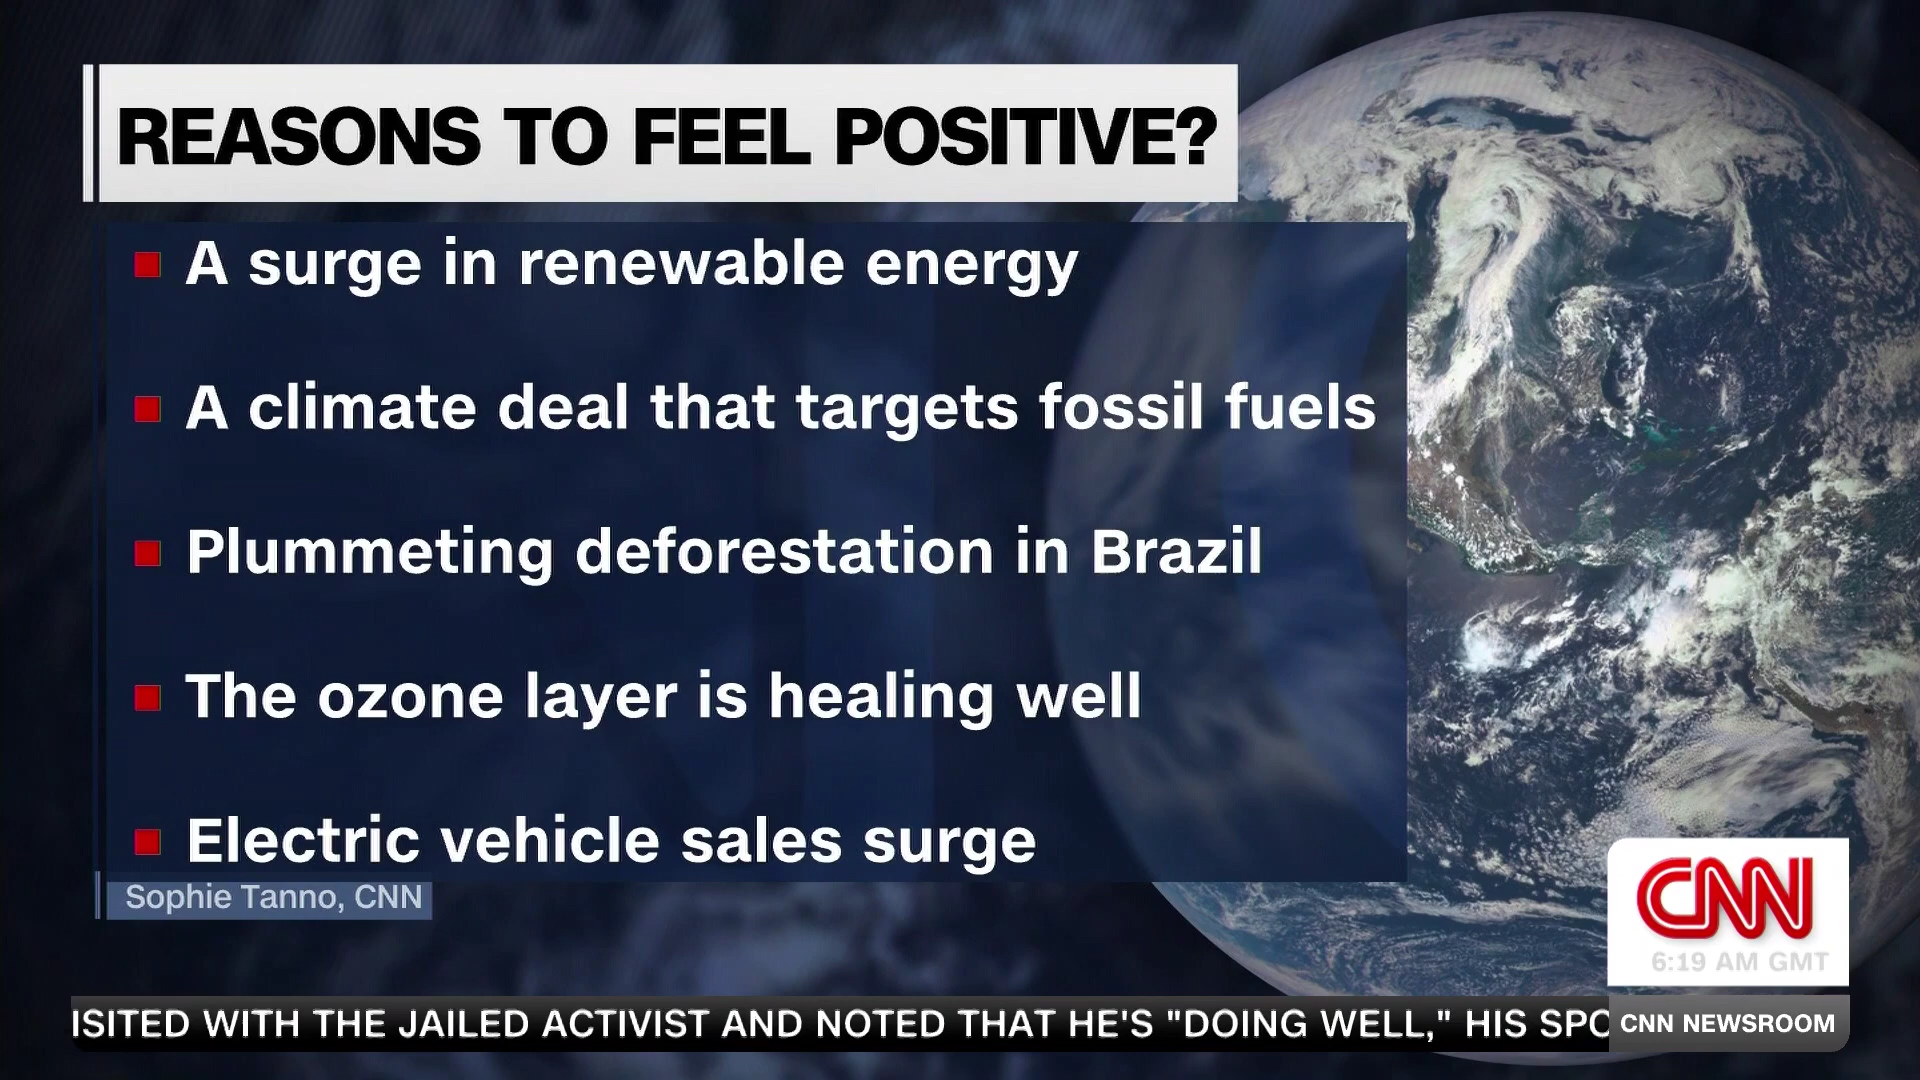 REASONS TO FEEL POSITIVE?
A surge in renewable energy
A climate deal that targets fossil fuels
Plummeting deforestation in Brazil
The ozone layer is healing well
Electric vehicle sales surge
Sophie Tanno, CNN
CNN
6:19 AM GMT
ISITED WITH THE JAILED ACTIVIST AND NOTED THAT HE'S "DOING WELL," HIS SPO
CNN NEWSROOM